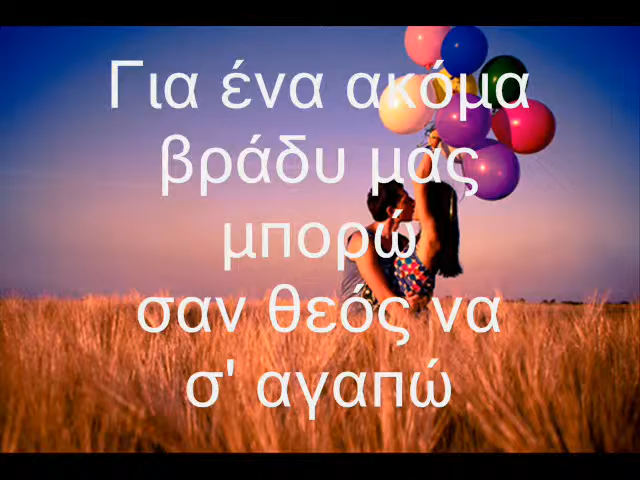 Για ένα ακόμα
βράδυ μας
μπορώ
σαν θεός να
σ' αγαπώ